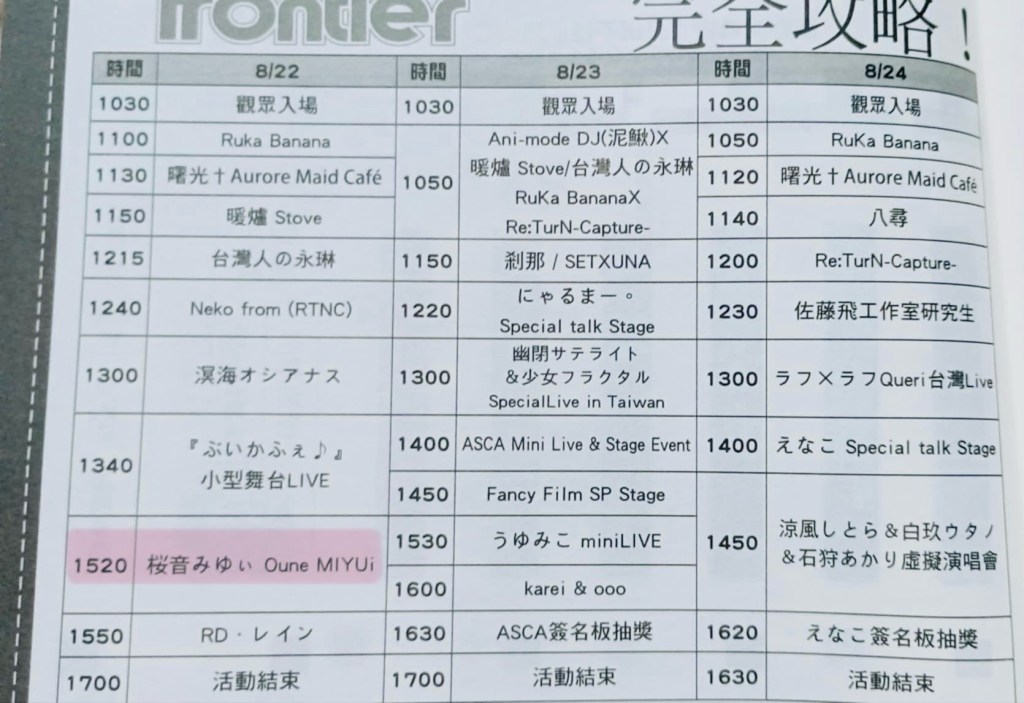 frontier
完全攻略！
時間 8/22 時間 8/23 時間 8/24
1030 觀眾入場 1030 觀眾入場 1030 觀眾入場
1100 Ruka Banana 1050 Ani-mode DJ(泥鰍)X 1050 RuKa Banana
暖爐 Stove/台灣人の永琳
1130 曙光†Aurore Maid Café RuKa BananaX 1120 曙光†Aurore Maid Café
1150 暖爐 Stove Re:TurN-Capture- 1140 八尋
1215 台灣人の永琳 1150 剎那 / SETXUNA 1200 Re:TurN-Capture-
1240 Neko from (RTNC) 1220 にゃるまー。 1230 佐藤飛工作室研究生
Special talk Stage
1300 溟海オシアナス 1300 幽閉サテライト 1300 ラフ×ラフQueri台灣Live
&少女フラクタル
SpecialLive in Taiwan
1340 『ぶいかふぇ♪』 1400 ASCA Mini Live & Stage Event 1400 えなこ Special talk Stage
小型舞台LIVE 1450 Fancy Film SP Stage 1450 涼風しとら&白玖ウタノ
&石狩あかり虛擬演唱會
1520 桜音みゆぃ Oune MIYUi 1530 うゆみこ miniLIVE
1600 karei & ooo
1550 RD・レイン 1630 ASCA簽名板抽獎 1620 えなこ簽名板抽獎
1700 活動結束 1700 活動結束 1630 活動結束